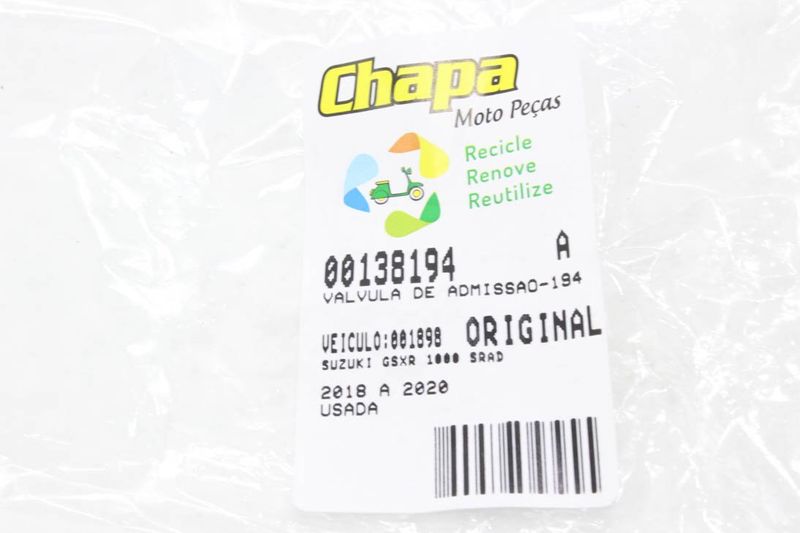 Chapa
Moto Peças
Recicle
Renove
Reutilize
00138194 A
VALVULA DE ADMISSAO-194
VEICULO:001898 ORIGINAL
SUZUKI GSXR 1000 SRAD
2018 A 2020
USADA